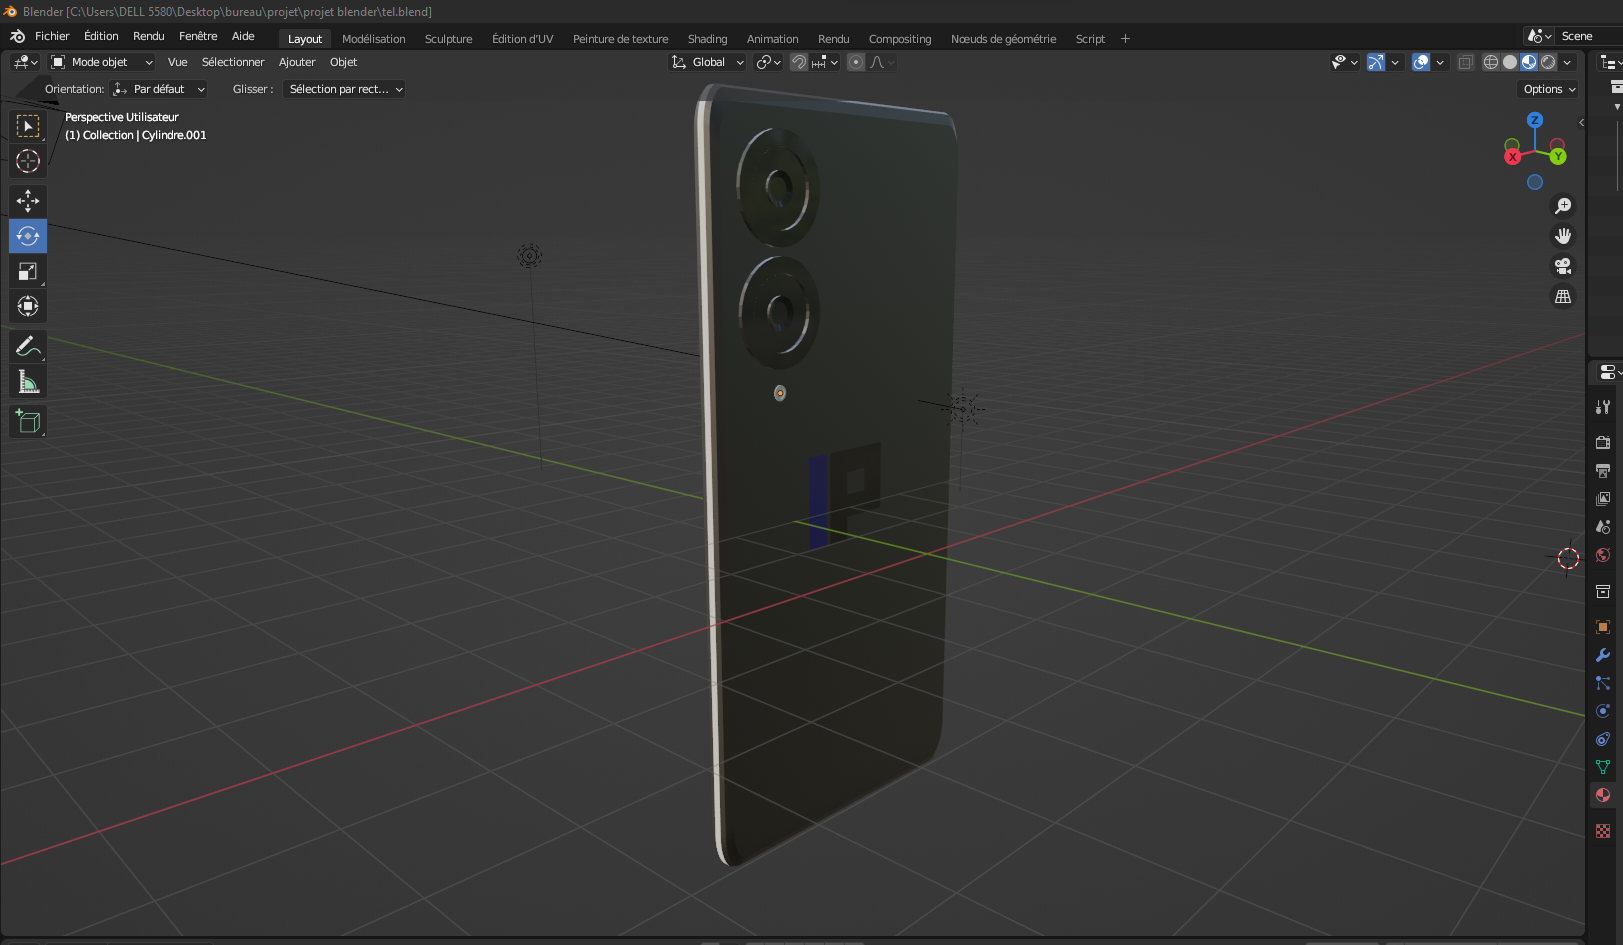 Blender [C:\Users\DELL 5580\Desktop\bureau\projet\projet blender\tel.blend]
Fichier Édition Rendu Fenêtre Aide Layout Modélisation Sculpture Édition d'UV Peinture de texture Shading Animation Rendu Compositing Nœuds de géométrie Script + Scene
Mode objet Vue Sélectionner Ajouter Objet Global
Orientation: Par défaut Glisser : Sélection par rect... Options
Perspective Utilisateur
(1) Collection | Cylindre.001
Z
X Y